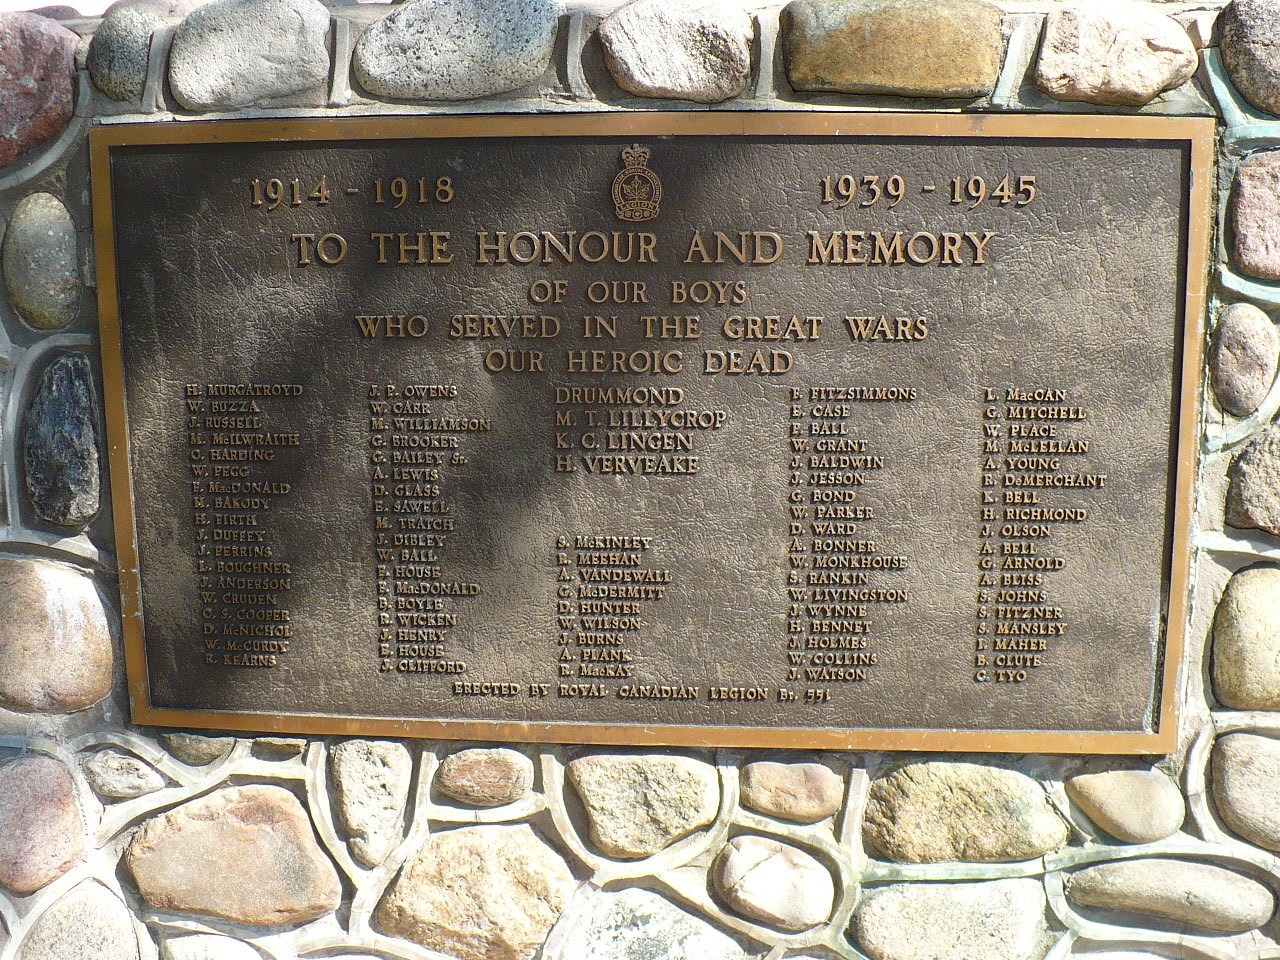 1914 - 1918
1939 - 1945
LEGION
TO THE HONOUR AND MEMORY
OF OUR BOYS
WHO SERVED IN THE GREAT WARS
OUR HEROIC DEAD
H. MURGATROYD
W. BUZZA
J. RUSSELL
M. McILWRAITH
C. HARDING
W. PEGG
E. MacDONALD
M. BAKODY
H. FIRTH
J. DUFFEY
J. PERRINS
L. BOUGHNER
J. ANDERSON
W. CRUDEN
C. S. COOPER
D. McNICHOL
W. McCURDY
R. KEARNS
J. P. OWENS
W. CARR
M. WILLIAMSON
G. BROOKER
G. BAILEY Sr.
A. LEWIS
D. GLASS
E. SAWELL
M. TRATCH
J. DIBLEY
W. BALL
F. HOUSE
E. MacDONALD
B. BOYLE
R. WICKEN
J. HENRY
E. HOUSE
J. CLIFFORD
DRUMMOND
M. T. LILLYCROP
K. C. LINGEN
H. VERVEAKE
S. McKINLEY
R. MEEHAN
A. VANDEWALL
G. McDERMITT
D. HUNTER
W. WILSON
J. BURNS
A. PLANK
R. MacKAY
F. FITZSIMMONS
E. CASE
F. BALL
W. GRANT
J. BALDWIN
J. JESSON
G. BOND
W. PARKER
D. WARD
A. BONNER
W. MONKHOUSE
S. RANKIN
W. LIVINGSTON
J. WYNNE
H. BENNET
J. HOLMES
W. COLLINS
J. WATSON
L. MacCAN
G. MITCHELL
W. PLACE
M. McLELLAN
A. YOUNG
R. DeMERCHANT
K. BELL
H. RICHMOND
J. OLSON
A. BELL
G. ARNOLD
A. BLISS
S. JOHNS
S. FITZNER
S. MANSLEY
I. MAHER
B. CLUTE
C. TYO
ERECTED BY ROYAL CANADIAN LEGION Br. 551